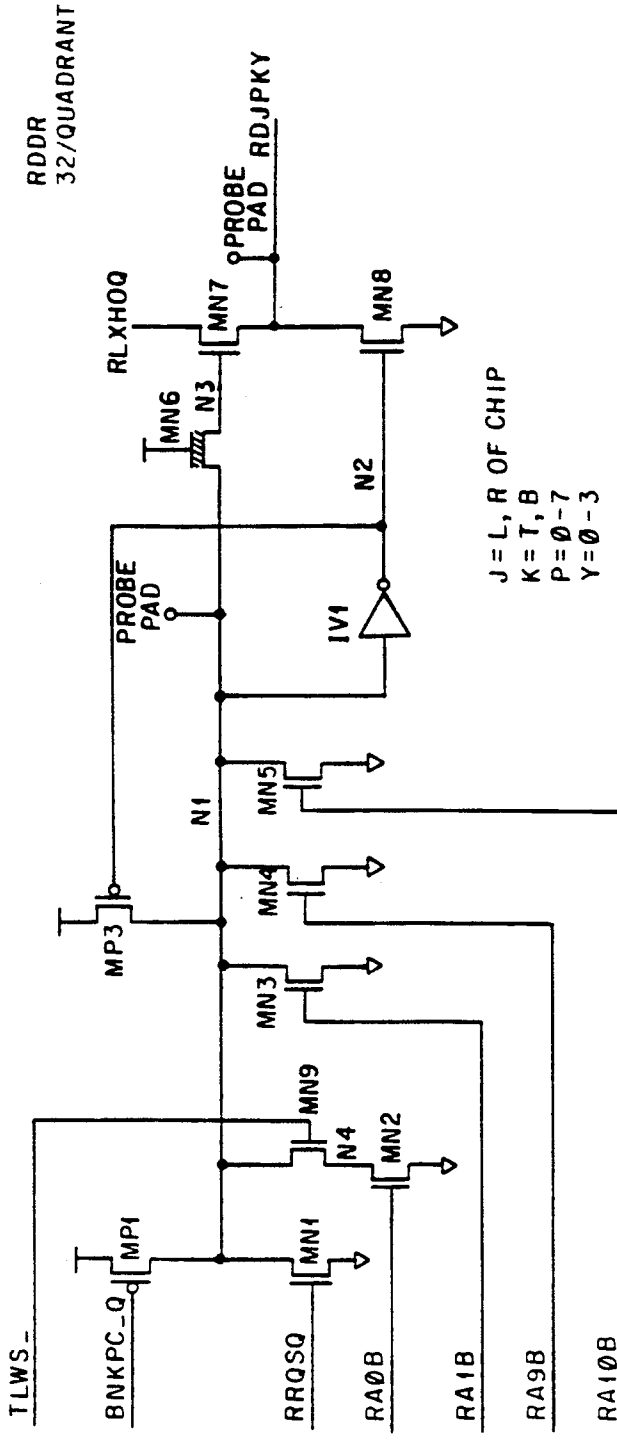 RDDR
32/QUADRANT
TLWS_
BNKPC_Q
RRQSQ
RA0B
RA1B
RA9B
RA10B
MP1
MN1
MN9
N4
MN2
MP3
MN3
MN4
MN5
N1
PROBE
PAD
IV1
N2
MN6
N3
RLXHOQ
MN7
PROBE
PAD
RDJPKY
MN8
J=L, R OF CHIP
K=T, B
P=0-7
Y=0-3